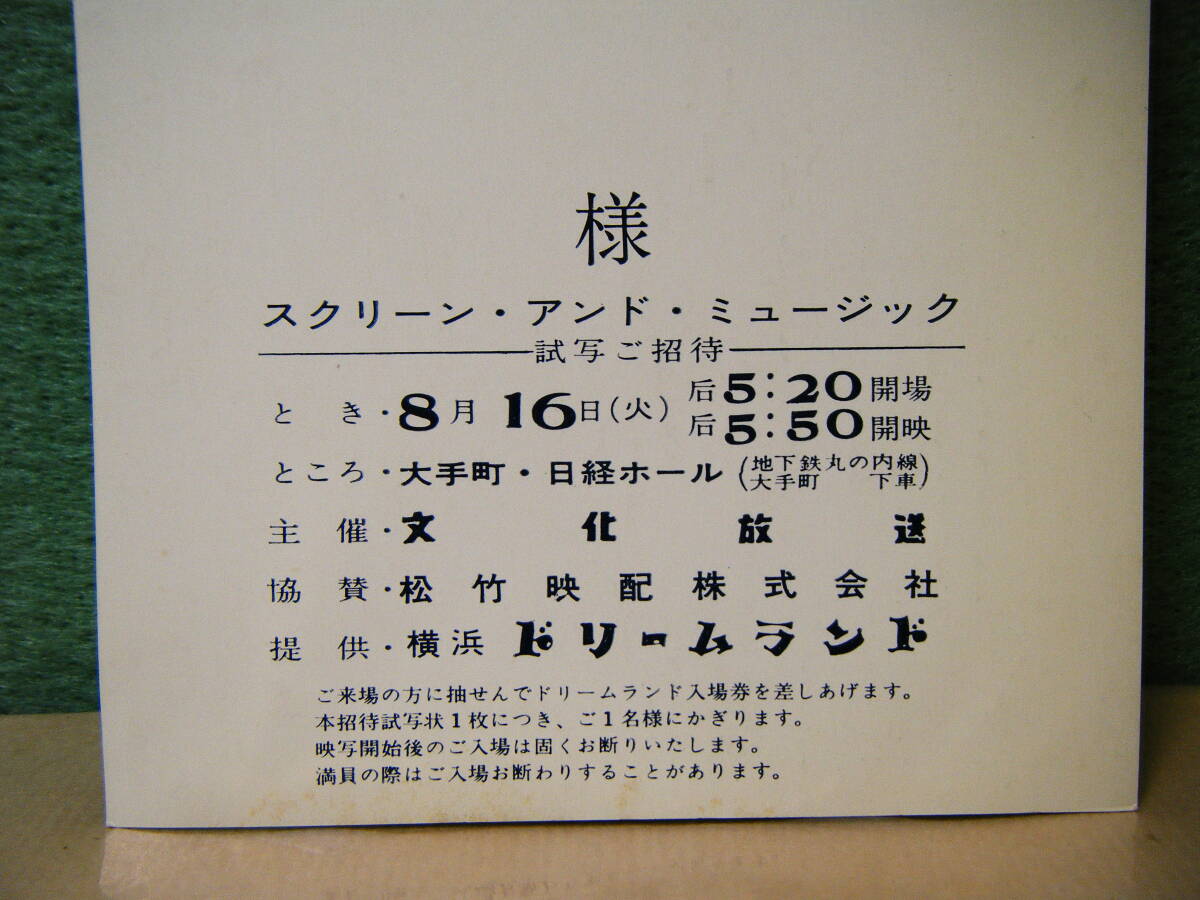 様
スクリーン・アンド・ミュージック
試写ご招待
とき・8月16日(火) 后5:20開場
后5:50開映
ところ・大手町・日経ホール (地下鉄丸の内線
大手町 下車)
主催・文化放送
協賛・松竹映配株式会社
提供・横浜ドリームランド
ご来場の方に抽せんでドリームランド入場券を差しあげます。
本招待試写状1枚につき、ご1名様にかぎります。
映写開始後のご入場は固くお断りいたします。
満員の際はご入場お断わりすることがあります。